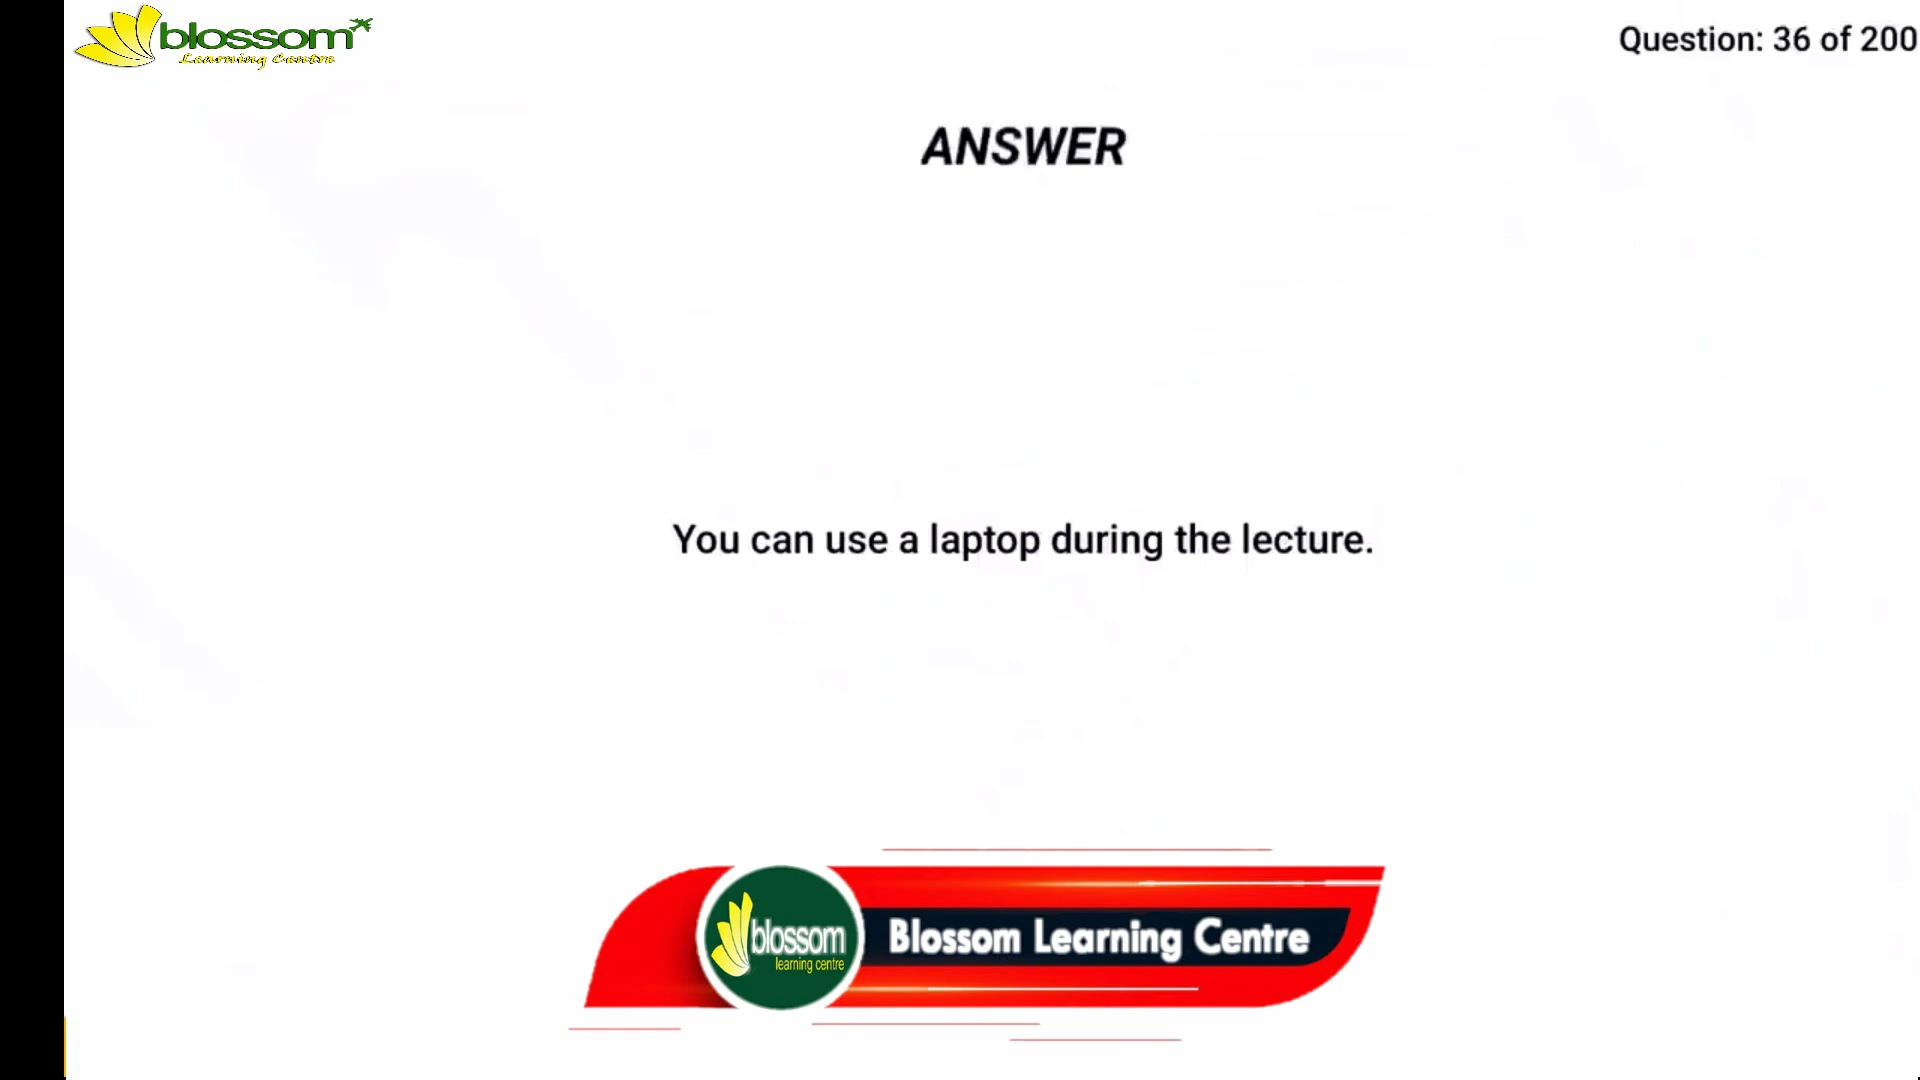 blossom
Learning Centre
Question: 36 of 200
ANSWER
You can use a laptop during the lecture.
blossom
learning centre
Blossom Learning Centre